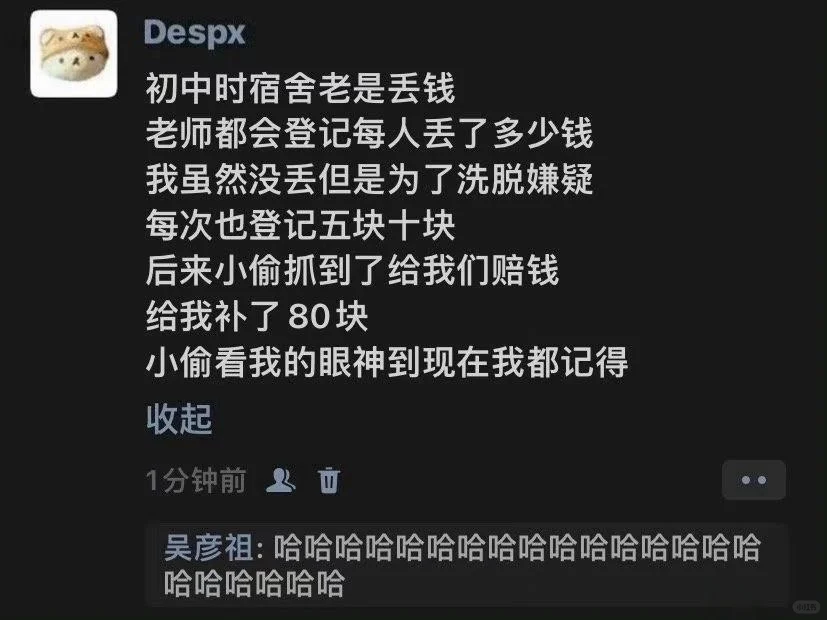 Despx
初中时宿舍老是丢钱
老师都会登记每人丢了多少钱
我虽然没丢但是为了洗脱嫌疑
每次也登记五块十块
后来小偷抓到了给我们赔钱
给我补了80块
小偷看我的眼神到现在我都记得
收起
1分钟前
吴彦祖: 哈哈哈哈哈哈哈哈哈哈哈哈哈哈哈哈
哈哈哈哈哈哈